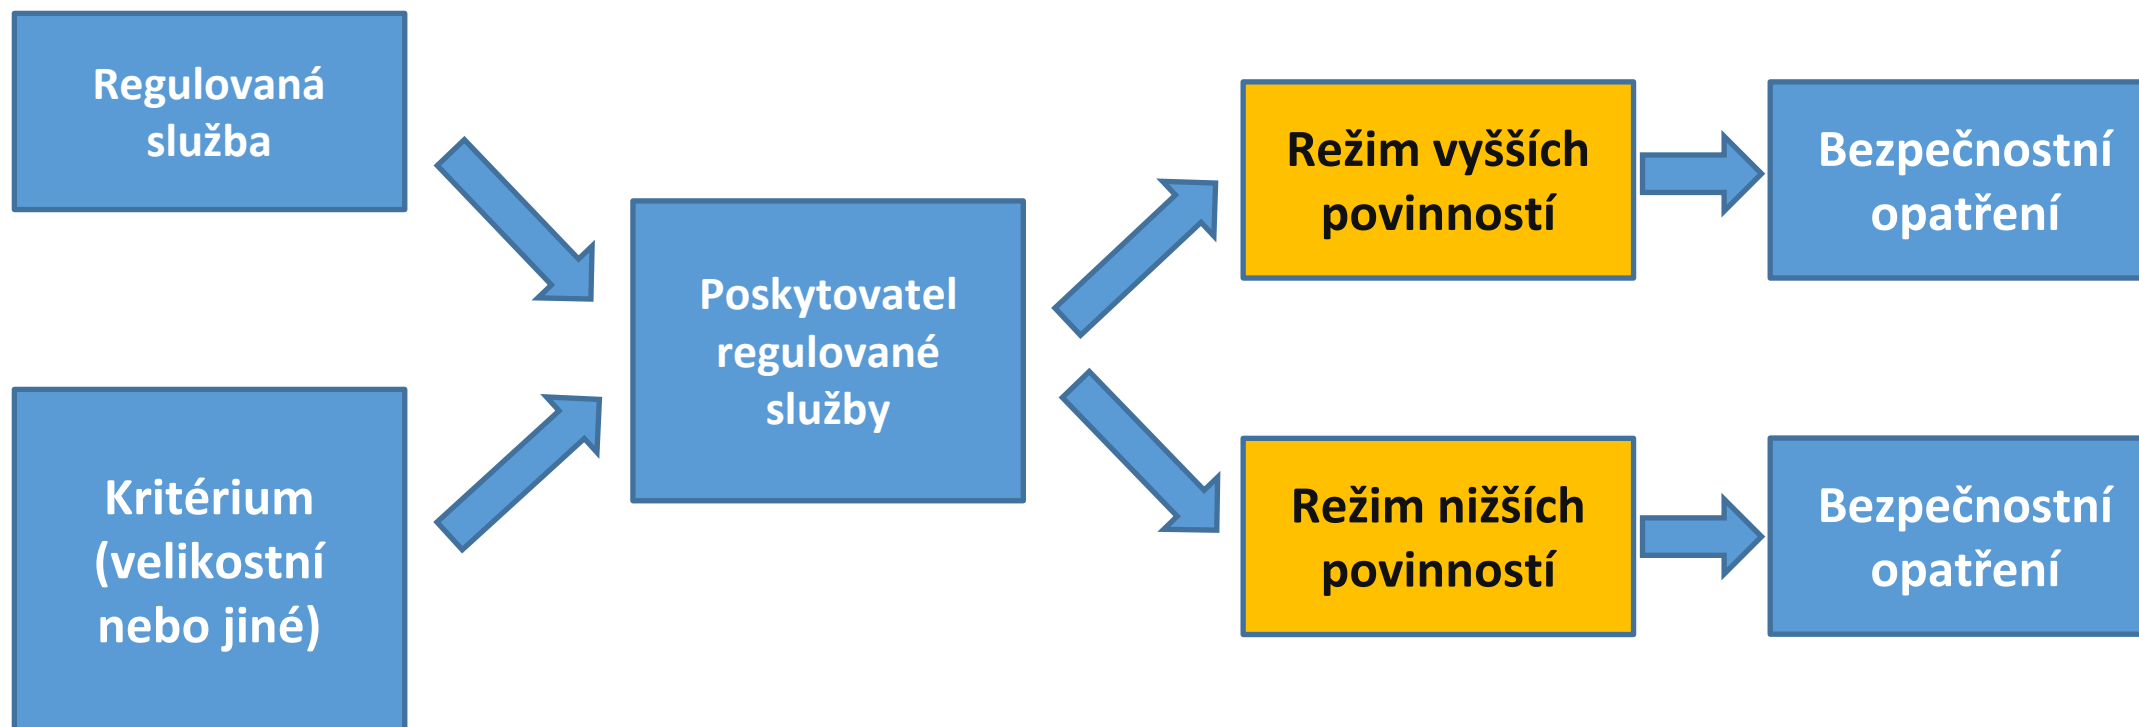 Regulovaná
služba
Kritérium
(velikostní
nebo jiné)
Poskytovatel
regulované
služby
Režim vyšších
povinností
Bezpečnostní
opatření
Režim nižších
povinností
Bezpečnostní
opatření